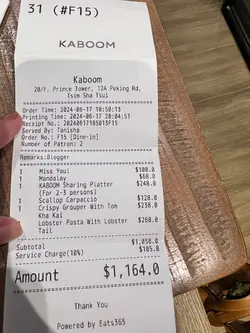 31 (#F15)
KABOOM
Kaboom
20/F, Prince Tower, 12A Peking Rd,
Tsim Sha Tsui
Order Time: 2024-06-17 18:50:13
Printing Time: 2024-06-17 20:04:51
Receipt No.: 20240617185013F15
Served By: Tanisha
Order No.: F15 [Dine-in]
Number of Patron: 2
Remarks:Blogger
1 Miss You! $108.0
1 Mandalay $68.0
1 KABOOM Sharing Platter $248.0
(For 2-3 persons)
1 Scallop Carpaccio $128.0
1 Crispy Grouper With Tom $238.0
Kha Kai
Lobster Pasta With Lobster $268.0
Tail
Subtotal $1,058.0
Service Charge(10%) $105.8
Amount $1,164.0
Thank You
Powered by Eats365